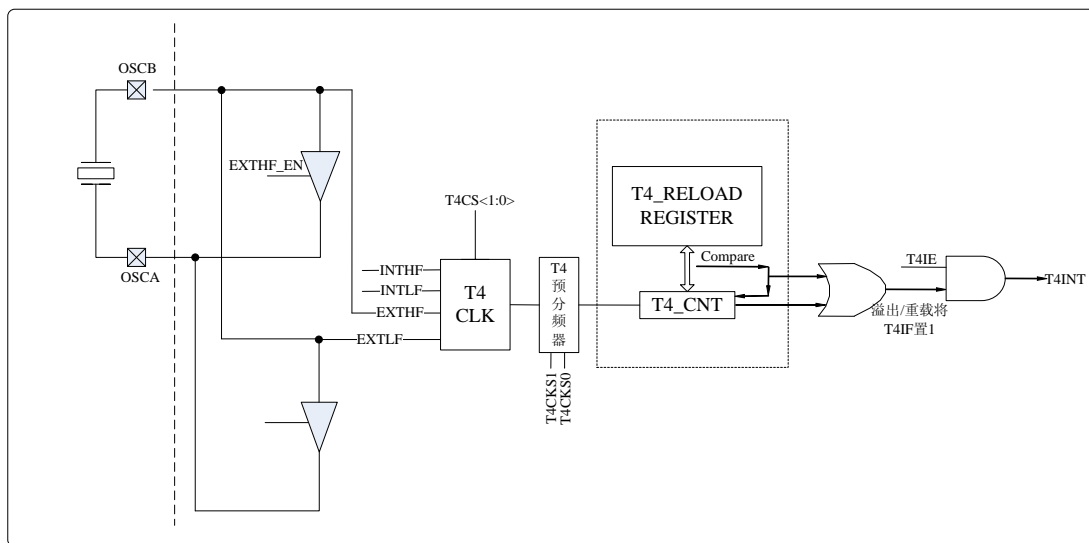 OSCB
EXTHF_EN
OSCA
T4CS<1:0>
INTHF
INTLF
EXTHF
EXTLF
T4
CLK
T4
预
分
频
器
T4CKS1
T4CKS0
T4_RELOAD
REGISTER
Compare
T4_CNT
T4IE
T4INT
溢出/重载将
T4IF置1